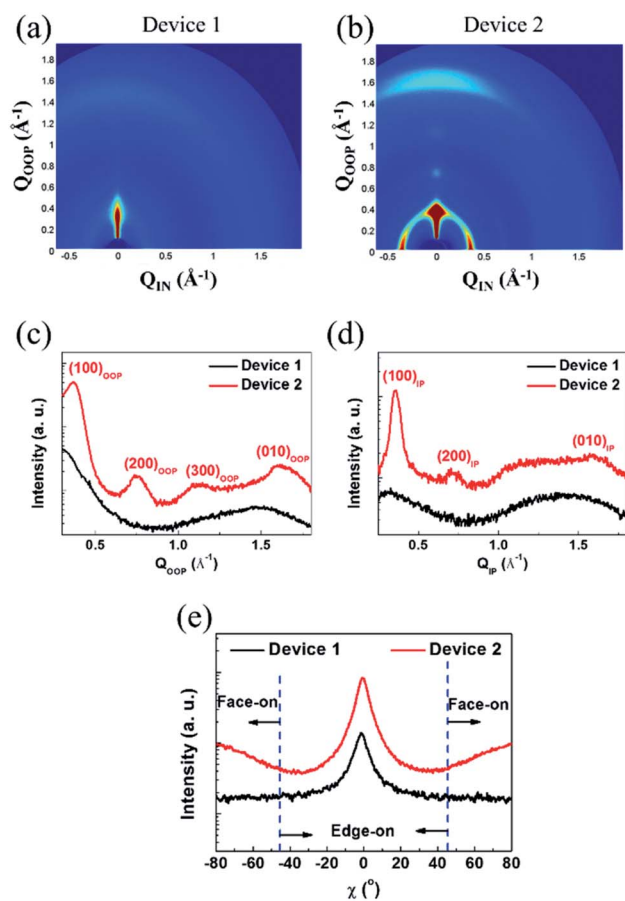 (a) Device 1
(b) Device 2
1.8
1.6
1.4
1.2
1
0.8
0.6
0.4
0.2
0
Q_OOP (Å⁻¹)
-0.5 0 0.5 1 1.5
Q_IN (Å⁻¹)
1.8
1.6
1.4
1.2
1
0.8
0.6
0.4
0.2
0
Q_OOP (Å⁻¹)
-0.5 0 0.5 1 1.5
Q_IN (Å⁻¹)
(c)
(100)_OOP
Device 1
Device 2
(200)_OOP
(300)_OOP
(010)_OOP
Intensity (a. u.)
0.5 1.0 1.5
Q_OOP (Å⁻¹)
(d)
(100)_IP
Device 1
Device 2
(200)_IP
(010)_IP
Intensity (a. u.)
0.5 1.0 1.5
Q_IP (Å⁻¹)
(e)
Device 1
Device 2
Face-on
Face-on
Edge-on
Intensity (a. u.)
-80 -60 -40 -20 0 20 40 60 80
χ (°)